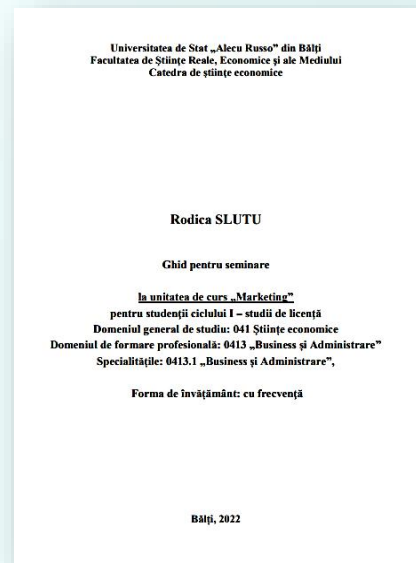 Universitatea de Stat „Alecu Russo” din Bălți
Facultatea de Științe Reale, Economice și ale Mediului
Catedra de științe economice
Rodica SLUTU
Ghid pentru seminare
la unitatea de curs „Marketing”
pentru studenții ciclului I – studii de licență
Domeniul general de studiu: 041 Științe economice
Domeniul de formare profesională: 0413 „Business și Administrare”
Specialitățile: 0413.1 „Business și Administrare”,
Forma de învățământ: cu frecvență
Bălți, 2022